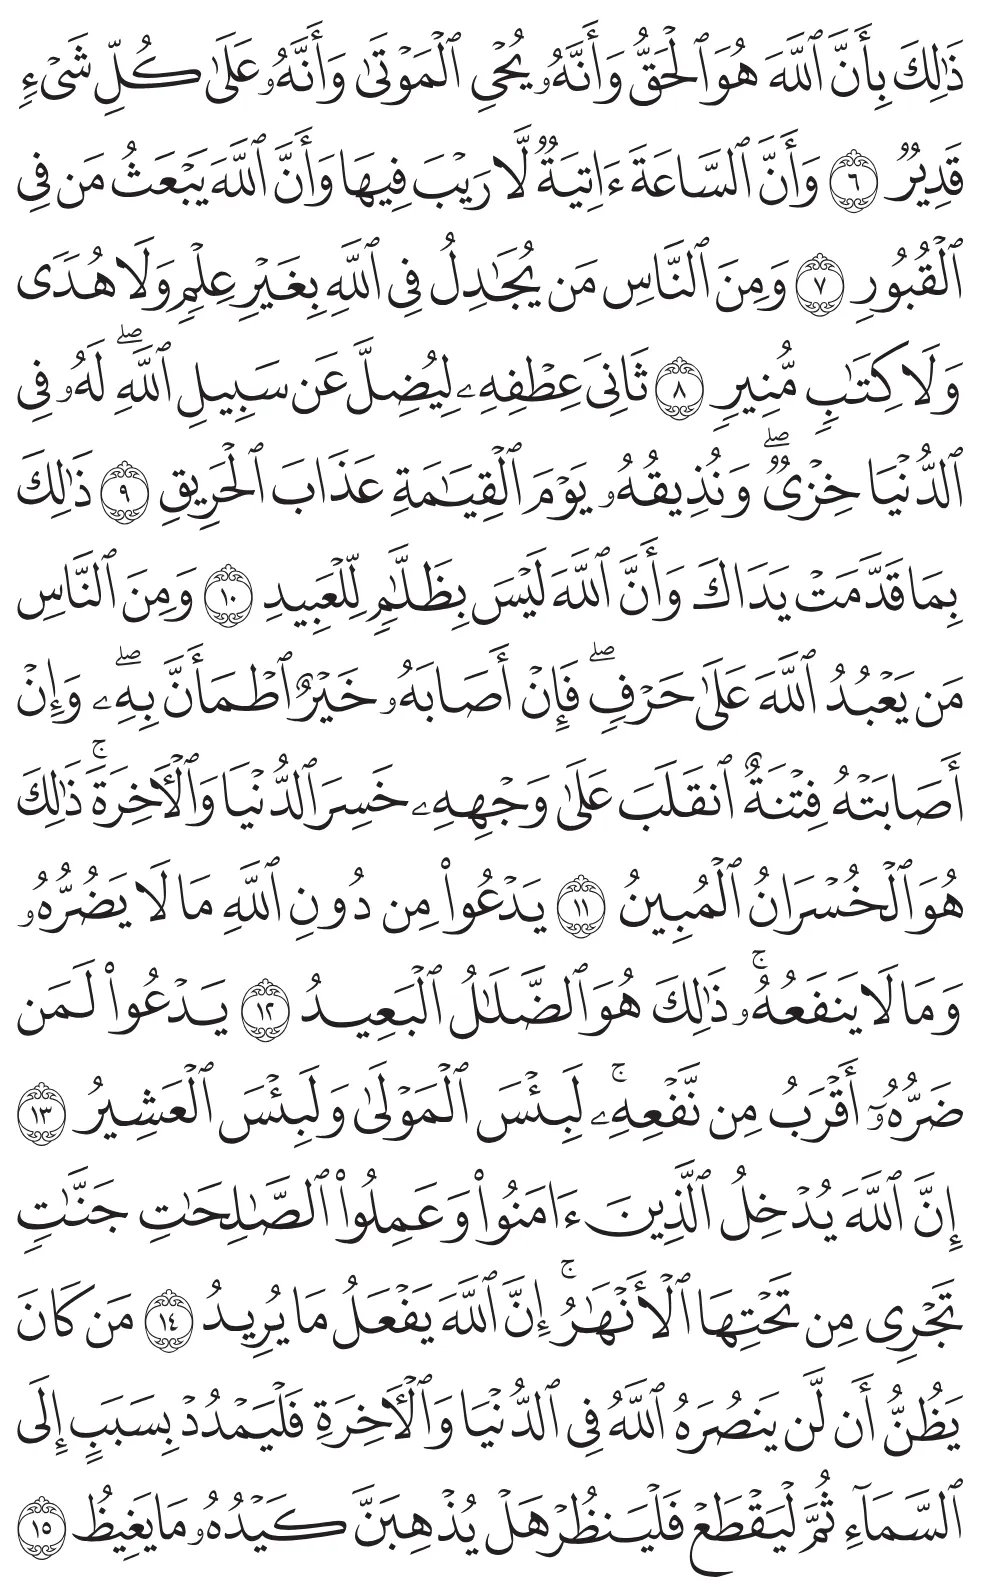 ذَٰلِكَ بِأَنَّ ٱللَّهَ هُوَ ٱلْحَقُّ وَأَنَّهُۥ يُحْىِ ٱلْمَوْتَىٰ وَأَنَّهُۥ عَلَىٰ كُلِّ شَىْءٍ
قَدِيرٌ ٦ وَأَنَّ ٱلسَّاعَةَ ءَاتِيَةٌ لَّا رَيْبَ فِيهَا وَأَنَّ ٱللَّهَ يَبْعَثُ مَن فِى
ٱلْقُبُورِ ٧ وَمِنَ ٱلنَّاسِ مَن يُجَٰدِلُ فِى ٱللَّهِ بِغَيْرِ عِلْمٍ وَلَا هُدًى
وَلَا كِتَٰبٍ مُّنِيرٍ ٨ ثَانِىَ عِطْفِهِۦ لِيُضِلَّ عَن سَبِيلِ ٱللَّهِ ۖ لَهُۥ فِى
ٱلدُّنْيَا خِزْىٌ ۖ وَنُذِيقُهُۥ يَوْمَ ٱلْقِيَٰمَةِ عَذَابَ ٱلْحَرِيقِ ٩ ذَٰلِكَ
بِمَا قَدَّمَتْ يَدَاكَ وَأَنَّ ٱللَّهَ لَيْسَ بِظَلَّٰمٍ لِّلْعَبِيدِ ١٠ وَمِنَ ٱلنَّاسِ
مَن يَعْبُدُ ٱللَّهَ عَلَىٰ حَرْفٍ ۖ فَإِنْ أَصَابَهُۥ خَيْرٌ ٱطْمَأَنَّ بِهِۦ ۖ وَإِنْ
أَصَابَتْهُ فِتْنَةٌ ٱنقَلَبَ عَلَىٰ وَجْهِهِۦ خَسِرَ ٱلدُّنْيَا وَٱلْأَخِرَةَ ۚ ذَٰلِكَ
هُوَ ٱلْخُسْرَانُ ٱلْمُبِينُ ١١ يَدْعُوا۟ مِن دُونِ ٱللَّهِ مَا لَا يَضُرُّهُۥ
وَمَا لَا يَنفَعُهُۥ ۚ ذَٰلِكَ هُوَ ٱلضَّلَٰلُ ٱلْبَعِيدُ ١٢ يَدْعُوا۟ لَمَن
ضَرُّهُۥٓ أَقْرَبُ مِن نَّفْعِهِۦ ۚ لَبِئْسَ ٱلْمَوْلَىٰ وَلَبِئْسَ ٱلْعَشِيرُ ١٣
إِنَّ ٱللَّهَ يُدْخِلُ ٱلَّذِينَ ءَامَنُوا۟ وَعَمِلُوا۟ ٱلصَّٰلِحَٰتِ جَنَّٰتٍ
تَجْرِى مِن تَحْتِهَا ٱلْأَنْهَٰرُ ۚ إِنَّ ٱللَّهَ يَفْعَلُ مَا يُرِيدُ ١٤ مَن كَانَ
يَظُنُّ أَن لَّن يَنصُرَهُ ٱللَّهُ فِى ٱلدُّنْيَا وَٱلْأَخِرَةِ فَلْيَمْدُدْ بِسَبَبٍ إِلَى
ٱلسَّمَآءِ ثُمَّ لْيَقْطَعْ فَلْيَنظُرْ هَلْ يُذْهِبَنَّ كَيْدُهُۥ مَا يَغِيظُ ١٥